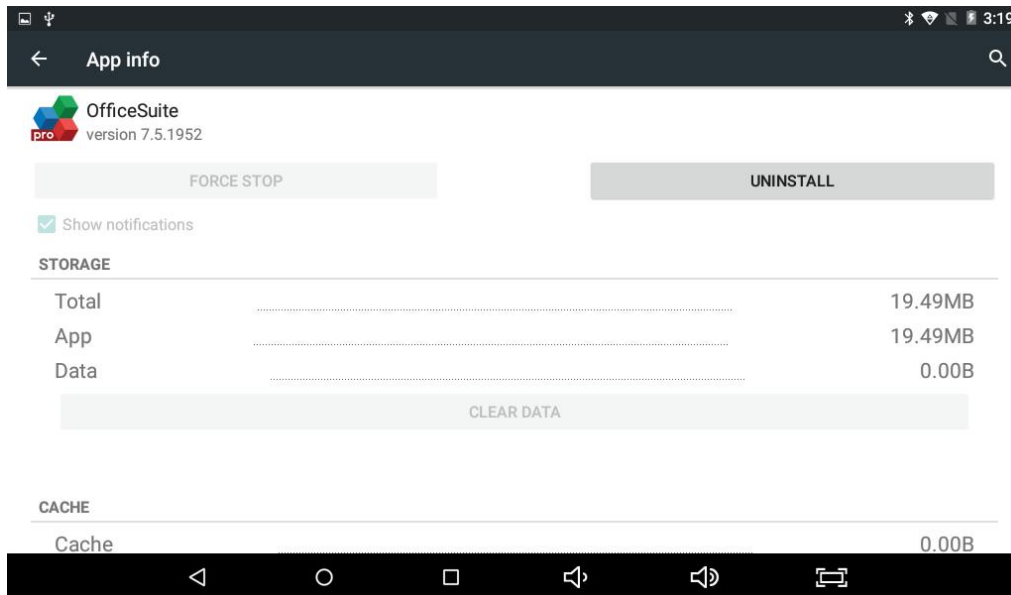 3:19
App info
OfficeSuite
pro
version 7.5.1952
FORCE STOP
UNINSTALL
Show notifications
STORAGE
Total 19.49MB
App 19.49MB
Data 0.00B
CLEAR DATA
CACHE
Cache 0.00B